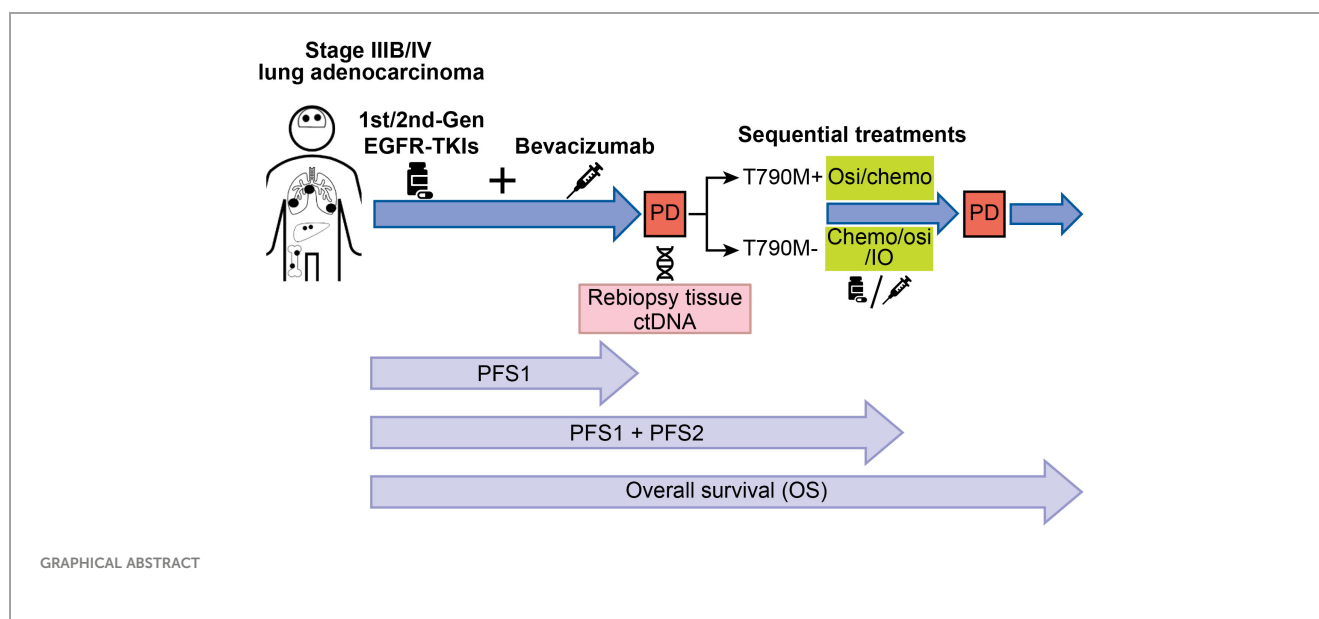 Stage IIIB/IV
lung adenocarcinoma
1st/2nd-Gen
EGFR-TKIs
+
Bevacizumab
PD
Rebiopsy tissue
ctDNA
Sequential treatments
T790M+
Osi/chemo
T790M-
Chemo/osi
/IO
/
PD
PFS1
PFS1 + PFS2
Overall survival (OS)
GRAPHICAL ABSTRACT